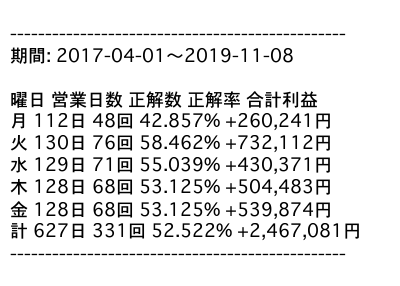 ------------------------------------------------
期間: 2017-04-01～2019-11-08
曜日 営業日数 正解数 正解率 合計利益
月 112日 48回 42.857% +260,241円
火 130日 76回 58.462% +732,112円
水 129日 71回 55.039% +430,371円
木 128日 68回 53.125% +504,483円
金 128日 68回 53.125% +539,874円
計 627日 331回 52.522% +2,467,081円
------------------------------------------------